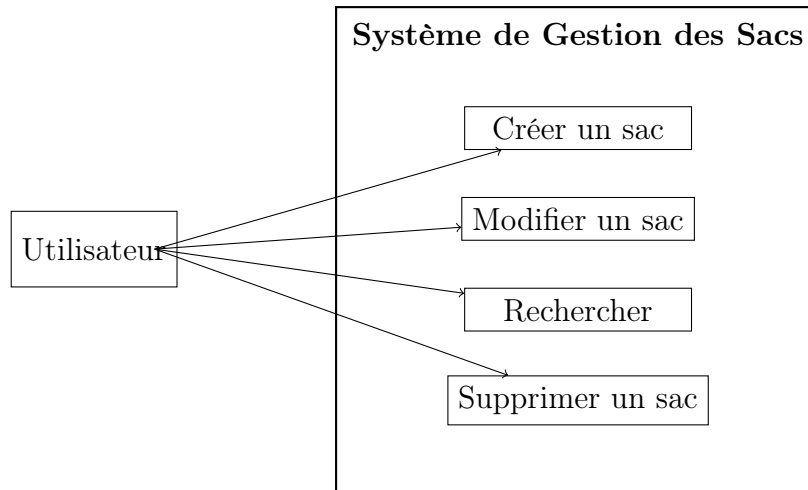 Système de Gestion des Sacs
Créer un sac
Modifier un sac
Utilisateur
Rechercher
Supprimer un sac